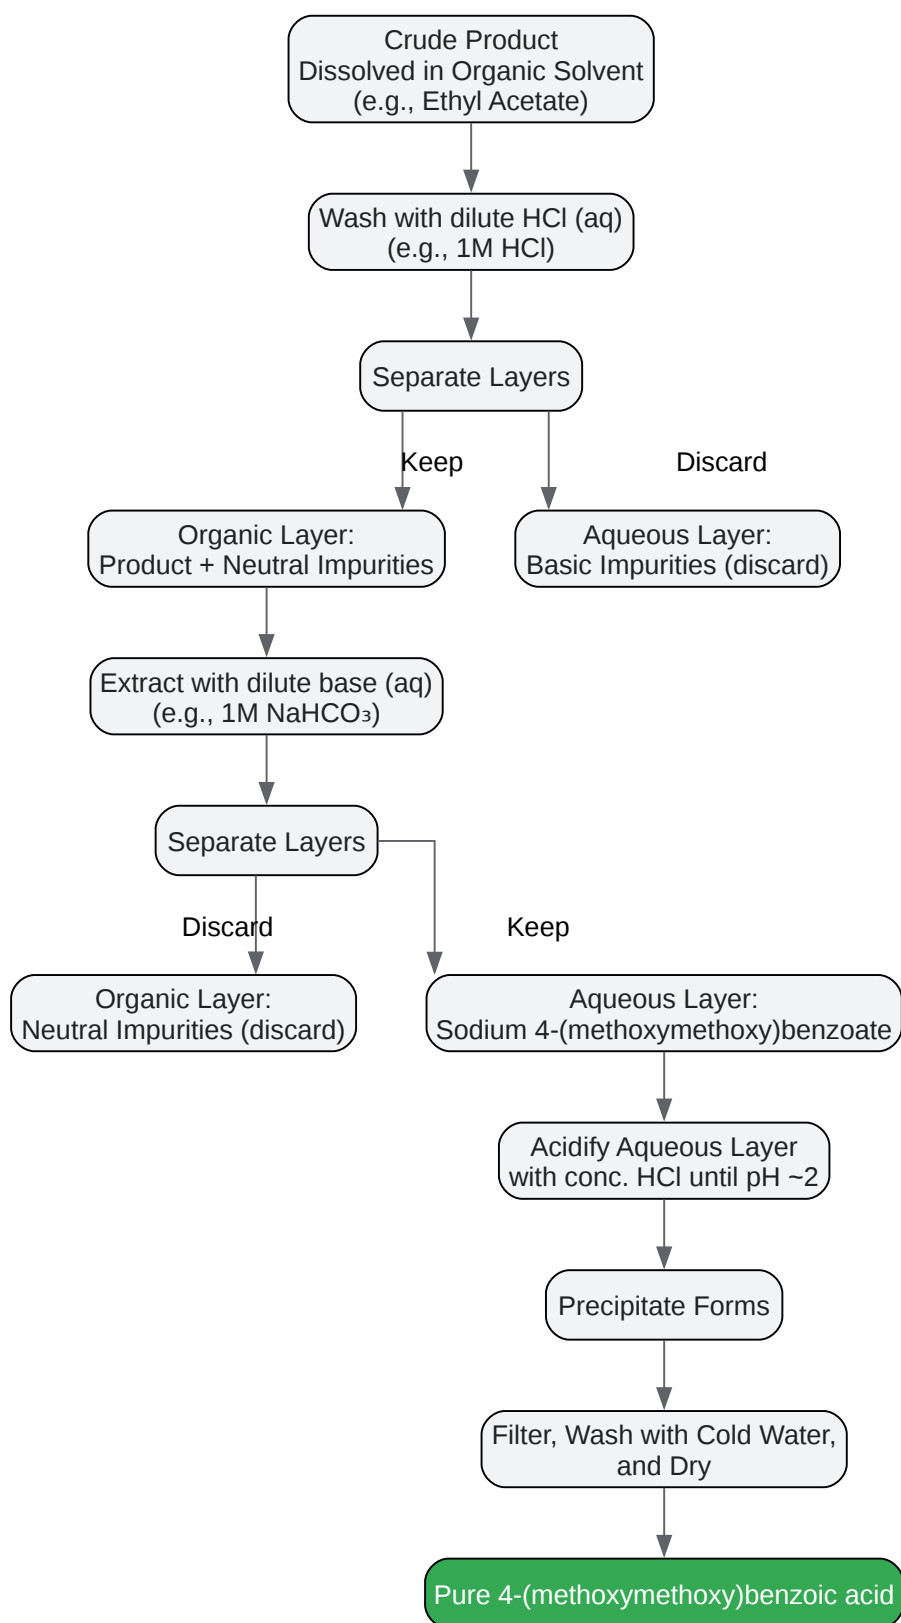 Crude Product
Dissolved in Organic Solvent
(e.g., Ethyl Acetate)
Wash with dilute HCl (aq)
(e.g., 1M HCl)
Separate Layers
Keep
Discard
Organic Layer:
Product + Neutral Impurities
Aqueous Layer:
Basic Impurities (discard)
Extract with dilute base (aq)
(e.g., 1M NaHCO₃)
Separate Layers
Discard
Keep
Organic Layer:
Neutral Impurities (discard)
Aqueous Layer:
Sodium 4-(methoxymethoxy)benzoate
Acidify Aqueous Layer
with conc. HCl until pH ~2
Precipitate Forms
Filter, Wash with Cold Water,
and Dry
Pure 4-(methoxymethoxy)benzoic acid